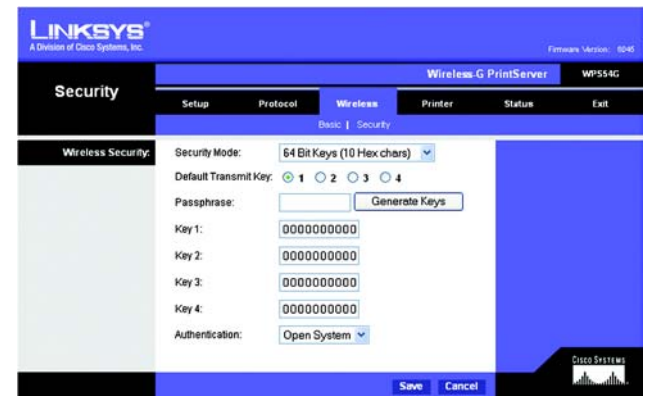 LINKSYS®
A Division of Cisco Systems, Inc.
Firmware Version: 6046
Wireless-G PrintServer WPS54G
Security
Setup Protocol Wireless Printer Status Exit
Basic | Security
Wireless Security:
Security Mode: 64 Bit Keys (10 Hex chars)
Default Transmit Key: 1 2 3 4
Passphrase: Generate Keys
Key 1: 0000000000
Key 2: 0000000000
Key 3: 0000000000
Key 4: 0000000000
Authentication: Open System
Save Cancel
CISCO SYSTEMS